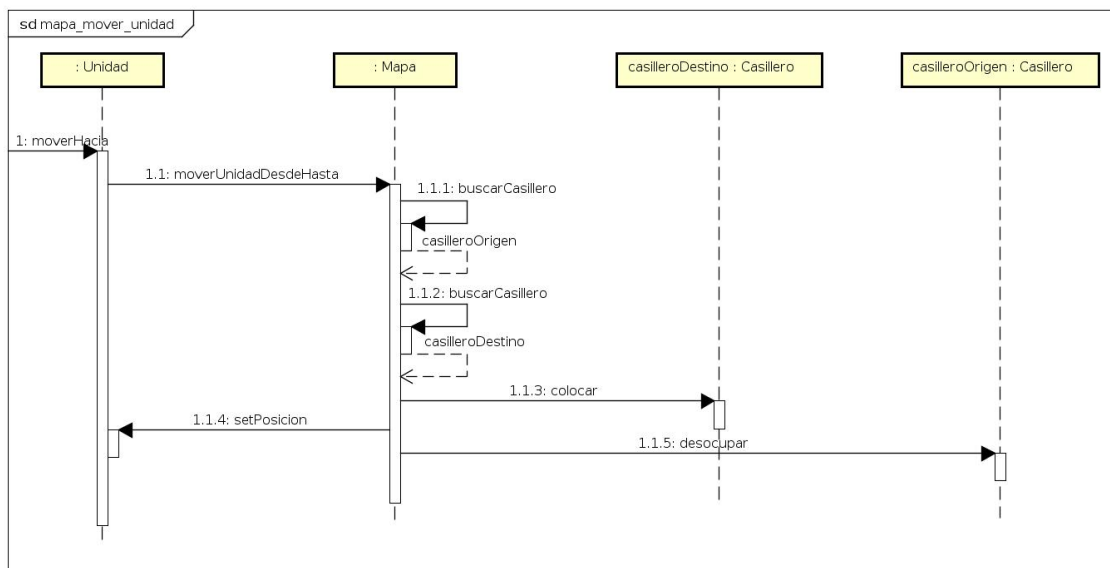 sd mapa_mover_unidad
: Unidad
: Mapa
casilleroDestino : Casillero
casilleroOrigen : Casillero
1: moverHacia
1.1: moverUnidadDesdeHasta
1.1.1: buscarCasillero
casilleroOrigen
1.1.2: buscarCasillero
casilleroDestino
1.1.3: colocar
1.1.4: setPosicion
1.1.5: desocupar